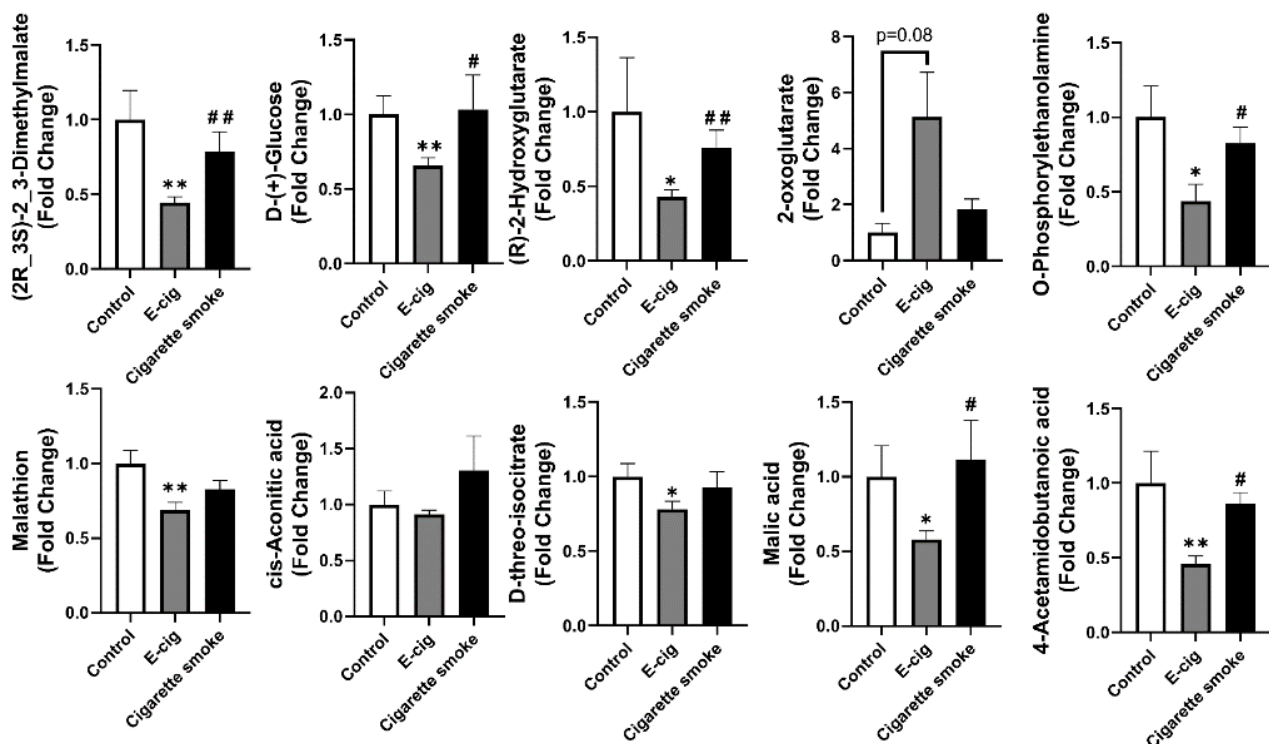 (2R_3S)-2_3-Dimethylmalate
(Fold Change)
1.5
1.0
0.5
0.0
**
##
Control
E-cig
Cigarette smoke
D-(+)-Glucose
(Fold Change)
1.5
1.0
0.5
0.0
**
#
Control
E-cig
Cigarette smoke
(R)-2-Hydroxyglutarate
(Fold Change)
1.5
1.0
0.5
0.0
*
##
Control
E-cig
Cigarette smoke
2-oxoglutarate
(Fold Change)
8
6
4
2
0
p=0.08
Control
E-cig
Cigarette smoke
O-Phosphorylethanolamine
(Fold Change)
1.5
1.0
0.5
0.0
*
#
Control
E-cig
Cigarette smoke
Malathion
(Fold Change)
1.5
1.0
0.5
0.0
**
Control
E-cig
Cigarette smoke
cis-Aconitic acid
(Fold Change)
2.0
1.5
1.0
0.5
0.0
Control
E-cig
Cigarette smoke
D-threo-isocitrate
(Fold Change)
1.5
1.0
0.5
0.0
*
Control
E-cig
Cigarette smoke
Malic acid
(Fold Change)
1.5
1.0
0.5
0.0
*
#
Control
E-cig
Cigarette smoke
4-Acetamidobutanoic acid
(Fold Change)
1.5
1.0
0.5
0.0
**
#
Control
E-cig
Cigarette smoke